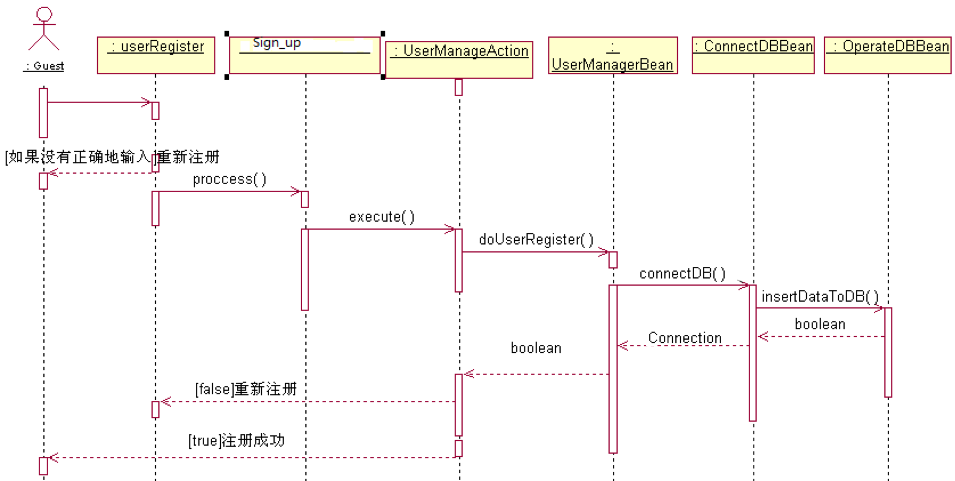 : Guest
: userRegister
Sign_up
: UserManageAction
:
UserManagerBean
: ConnectDBBean
: OperateDBBean
[如果没有正确地输入]重新注册
proccess( )
execute( )
doUserRegister( )
connectDB( )
insertDataToDB( )
boolean
Connection
boolean
[false]重新注册
[true]注册成功